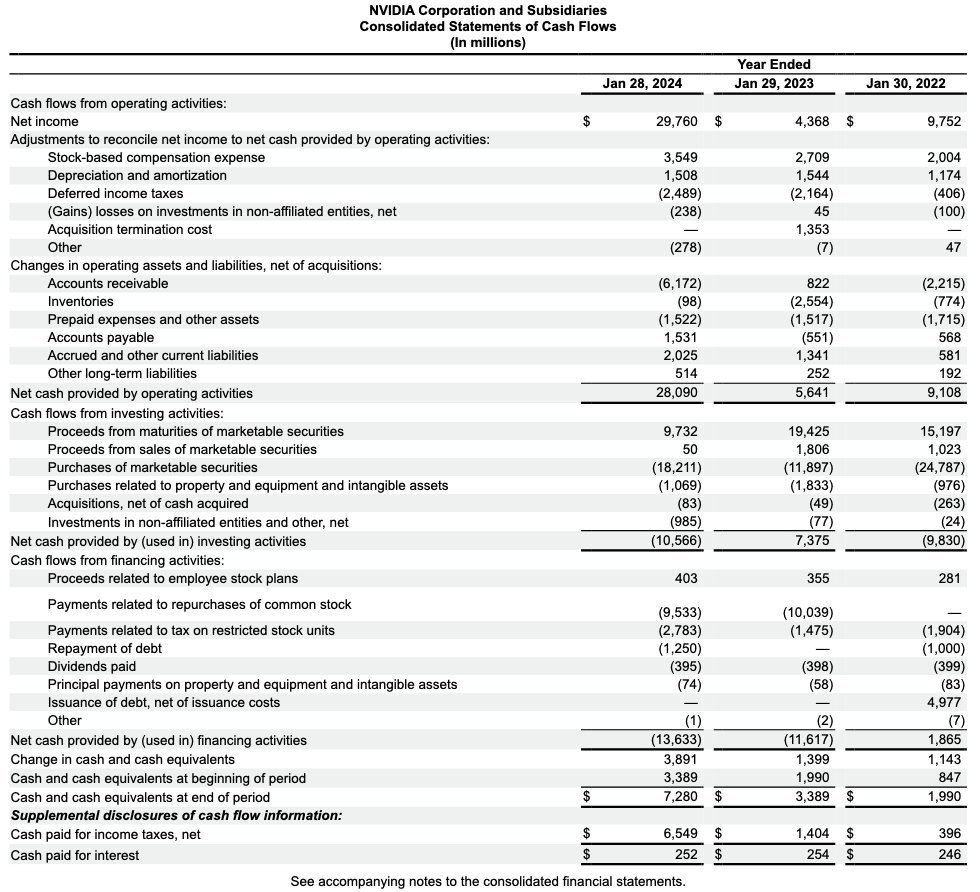 NVIDIA Corporation and Subsidiaries
Consolidated Statements of Cash Flows
(In millions)
Year Ended
Jan 28, 2024 Jan 29, 2023 Jan 30, 2022
Cash flows from operating activities:
Net income $ 29,760 $ 4,368 $ 9,752
Adjustments to reconcile net income to net cash provided by operating activities:
Stock-based compensation expense 3,549 2,709 2,004
Depreciation and amortization 1,508 1,544 1,174
Deferred income taxes (2,489) (2,164) (406)
(Gains) losses on investments in non-affiliated entities, net (238) 45 (100)
Acquisition termination cost — 1,353 —
Other (278) (7) 47
Changes in operating assets and liabilities, net of acquisitions:
Accounts receivable (6,172) 822 (2,215)
Inventories (98) (2,554) (774)
Prepaid expenses and other assets (1,522) (1,517) (1,715)
Accounts payable 1,531 (551) 568
Accrued and other current liabilities 2,025 1,341 581
Other long-term liabilities 514 252 192
Net cash provided by operating activities 28,090 5,641 9,108
Cash flows from investing activities:
Proceeds from maturities of marketable securities 9,732 19,425 15,197
Proceeds from sales of marketable securities 50 1,806 1,023
Purchases of marketable securities (18,211) (11,897) (24,787)
Purchases related to property and equipment and intangible assets (1,069) (1,833) (976)
Acquisitions, net of cash acquired (83) (49) (263)
Investments in non-affiliated entities and other, net (985) (77) (24)
Net cash provided by (used in) investing activities (10,566) 7,375 (9,830)
Cash flows from financing activities:
Proceeds related to employee stock plans 403 355 281
Payments related to repurchases of common stock (9,533) (10,039) —
Payments related to tax on restricted stock units (2,783) (1,475) (1,904)
Repayment of debt (1,250) — (1,000)
Dividends paid (395) (398) (399)
Principal payments on property and equipment and intangible assets (74) (58) (83)
Issuance of debt, net of issuance costs — — 4,977
Other (1) (2) (7)
Net cash provided by (used in) financing activities (13,633) (11,617) 1,865
Change in cash and cash equivalents 3,891 1,399 1,143
Cash and cash equivalents at beginning of period 3,389 1,990 847
Cash and cash equivalents at end of period $ 7,280 $ 3,389 $ 1,990
Supplemental disclosures of cash flow information:
Cash paid for income taxes, net $ 6,549 $ 1,404 $ 396
Cash paid for interest $ 252 $ 254 $ 246
See accompanying notes to the consolidated financial statements.